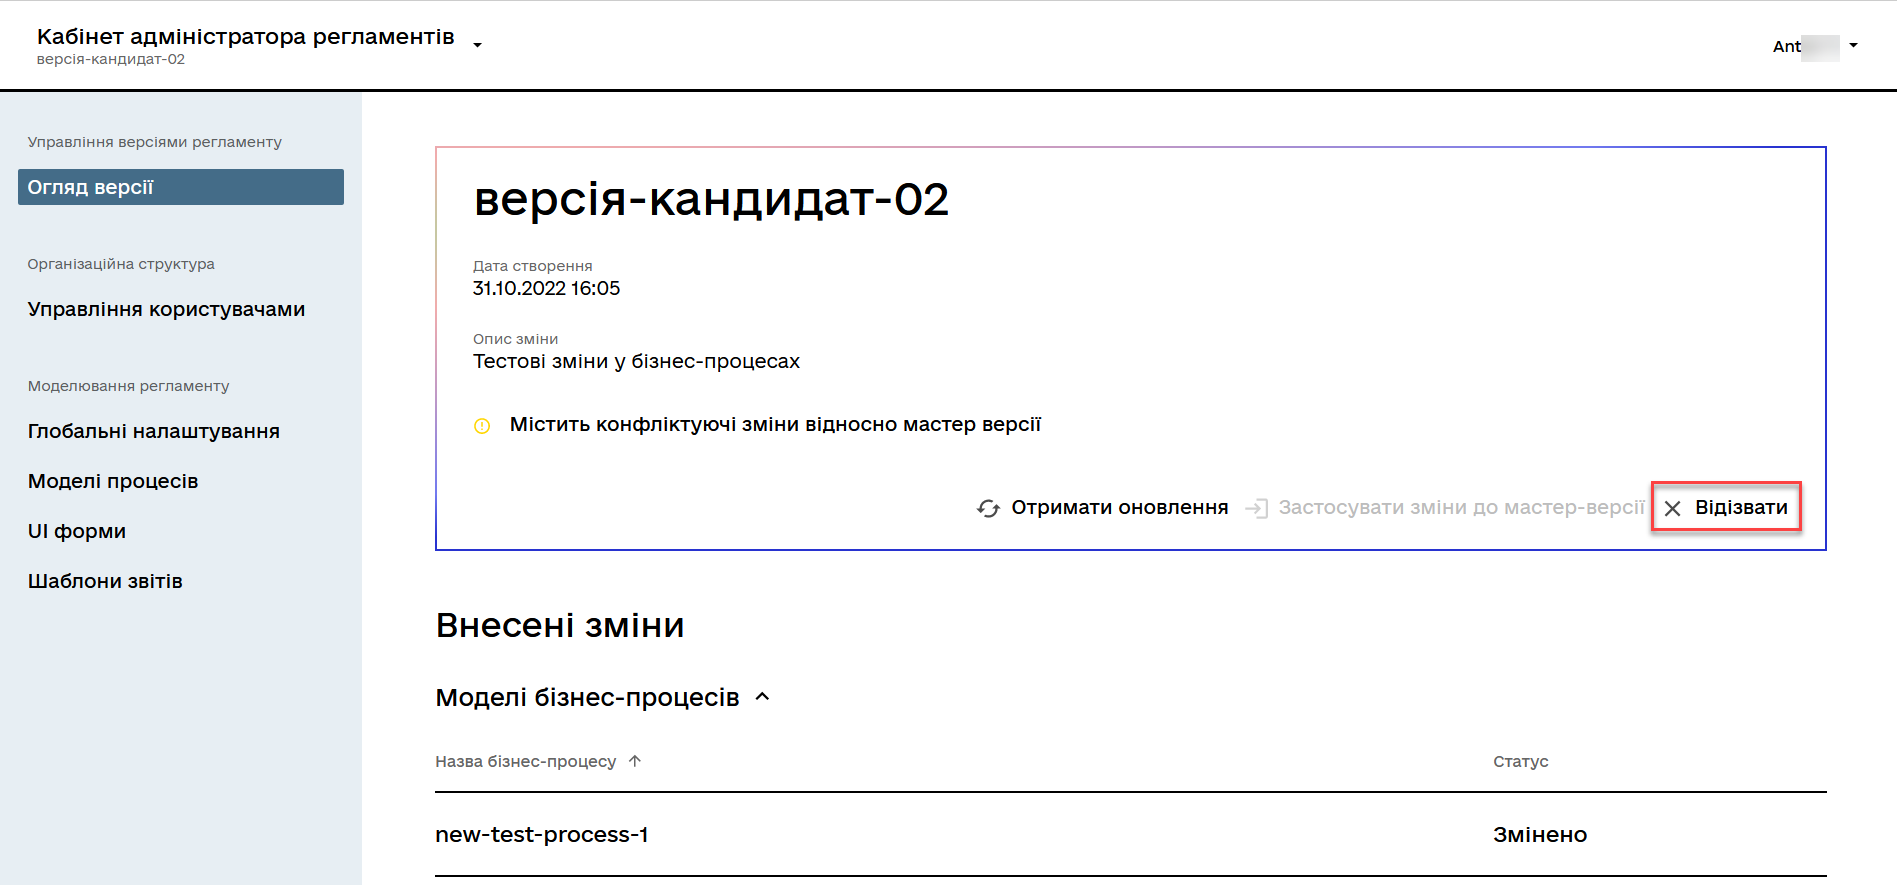 Кабінет адміністратора регламентів
версія-кандидат-02
Ant
Управління версіями регламенту
Огляд версії
Організаційна структура
Управління користувачами
Моделювання регламенту
Глобальні налаштування
Моделі процесів
UI форми
Шаблони звітів
версія-кандидат-02
Дата створення
31.10.2022 16:05
Опис зміни
Тестові зміни у бізнес-процесах
Містить конфліктуючі зміни відносно мастер версії
Отримати оновлення Застосувати зміни до мастер-версії Відізвати
Внесені зміни
Моделі бізнес-процесів
Назва бізнес-процесу Статус
new-test-process-1 Змінено